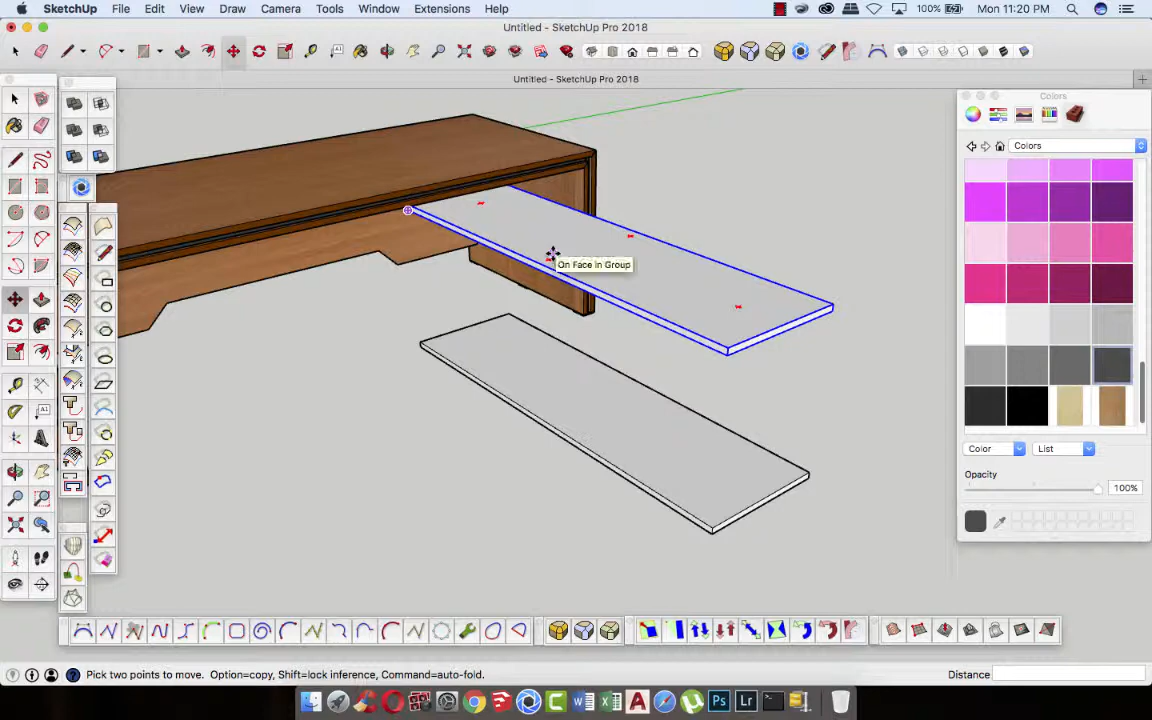 SketchUp File Edit View Draw Camera Tools Window Extensions Help 100% Mon 11:20 PM
Untitled - SketchUp Pro 2018
Untitled - SketchUp Pro 2018
Colors
Colors
On Face in Group
Color List
Opacity
100%
Pick two points to move. Option=copy, Shift=lock inference, Command=auto-fold. Distance
Ps Lr